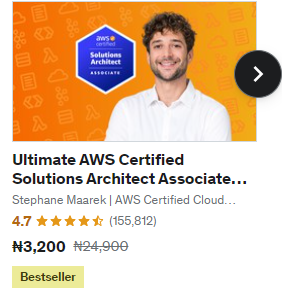 aws
certified
Solutions
Architect
ASSOCIATE
Ultimate AWS Certified
Solutions Architect Associate...
Stephane Maarek | AWS Certified Cloud...
4.7 (155,812)
₦3,200 ₦24,900
Bestseller